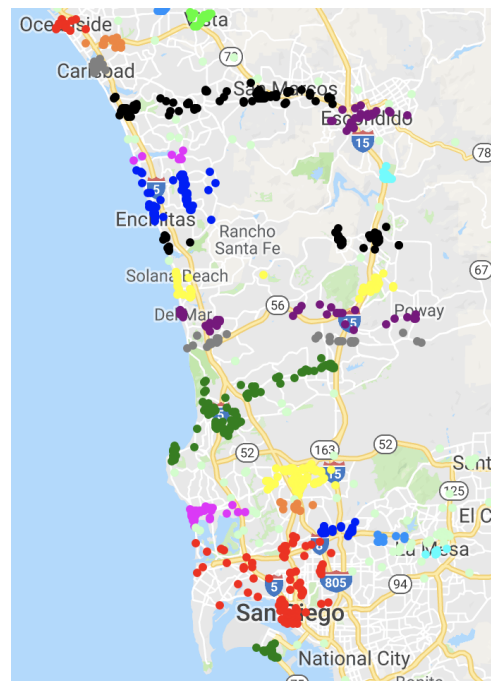 Oceanside
Vista
78
Carlsbad
San Marcos
Escondido
15
78
5
Encinitas
Rancho
Santa Fe
67
Solana Beach
56
Del Mar
Poway
15
5
52
163
52
15
Sant
125
El C
8
La Mesa
5
805
94
San Diego
National City
Bonita